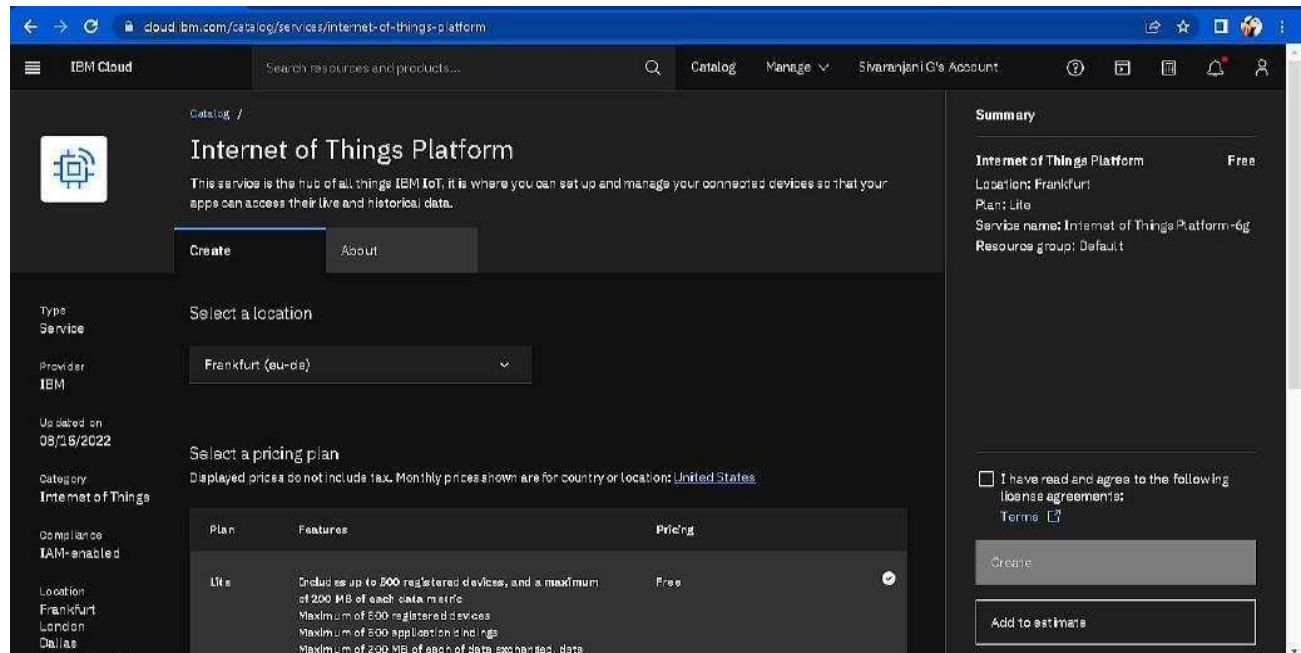 cloud.ibm.com/catalog/services/internet-of-things-platform
IBM Cloud
Search resources and products...
Catalog
Manage
Sivaranjani G's Account
Catalog /
Internet of Things Platform
This service is the hub of all things IBM IoT, it is where you can set up and manage your connected devices so that your
apps can access their live and historical data.
Create
About
Type
Service
Provider
IBM
Updated on
08/16/2022
Category
Internet of Things
Compliance
IAM-enabled
Location
Frankfurt
London
Dallas
Select a location
Frankfurt (eu-de)
Select a pricing plan
Displayed prices do not include tax. Monthly prices shown are for country or location: United States
Plan Features Pricing
Lite Includes up to 500 registered devices, and a maximum Free
of 200 MB of each data metric
Maximum of 500 registered devices
Maximum of 500 application bindings
Maximum of 200 MB of each of data exchanged, data
Summary
Internet of Things Platform Free
Location: Frankfurt
Plan: Lite
Service name: Internet of Things Platform-6g
Resource group: Default
I have read and agree to the following
license agreements:
Terms
Create
Add to estimate